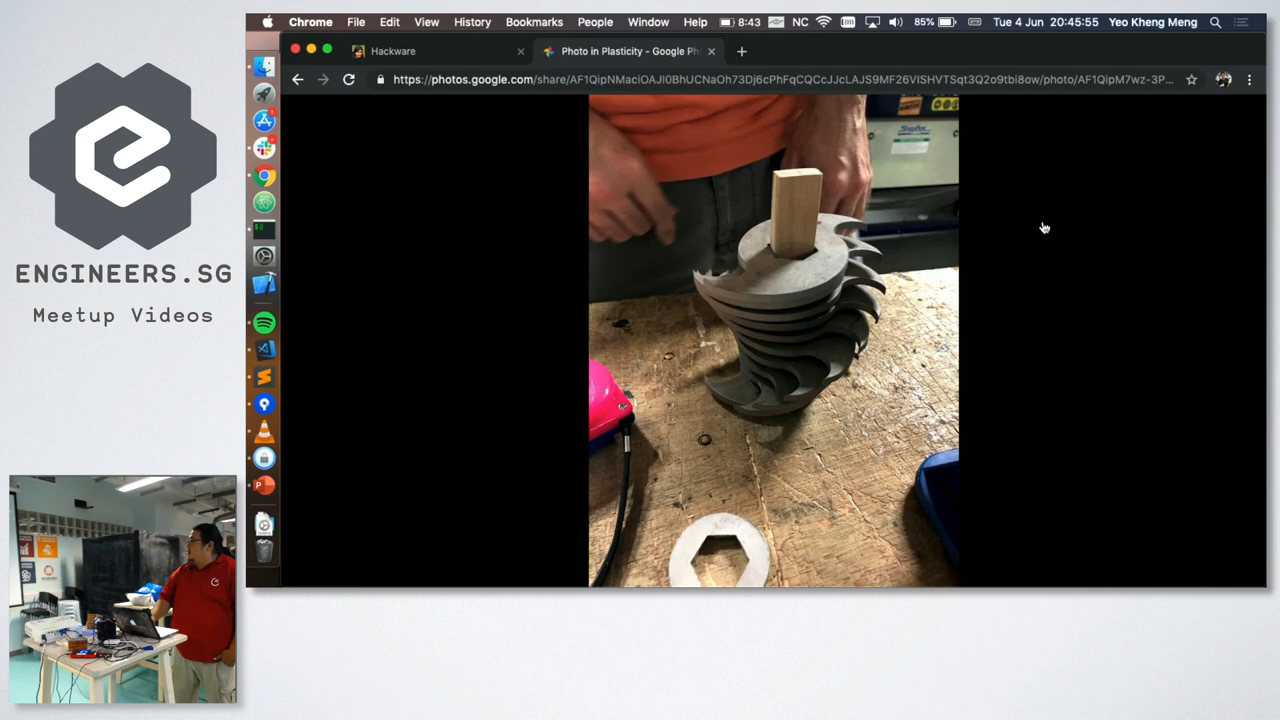 Chrome File Edit View History Bookmarks People Window Help 8:43 NC 85% Tue 4 Jun 20:45:55 Yeo Kheng Meng
Hackware
Photo in Plasticity - Google Ph
https://photos.google.com/share/AF1QipNMaciOAJI0BhUCNaOh73Dj6cPhFqCQCcJJcLAJS9MF26VISHVTSqt3Q2o9tbi8ow/photo/AF1QipM7wz-3P...
ENGINEERS.SG
Meetup Videos